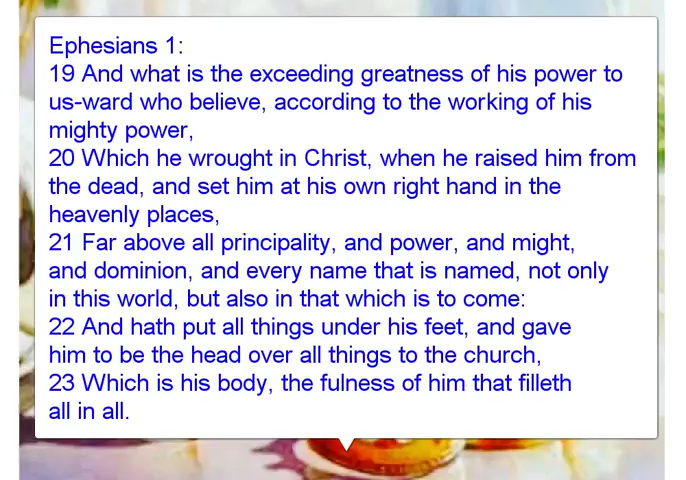 Ephesians 1:
19 And what is the exceeding greatness of his power to
us-ward who believe, according to the working of his
mighty power,
20 Which he wrought in Christ, when he raised him from
the dead, and set him at his own right hand in the
heavenly places,
21 Far above all principality, and power, and might,
and dominion, and every name that is named, not only
in this world, but also in that which is to come:
22 And hath put all things under his feet, and gave
him to be the head over all things to the church,
23 Which is his body, the fulness of him that filleth
all in all.